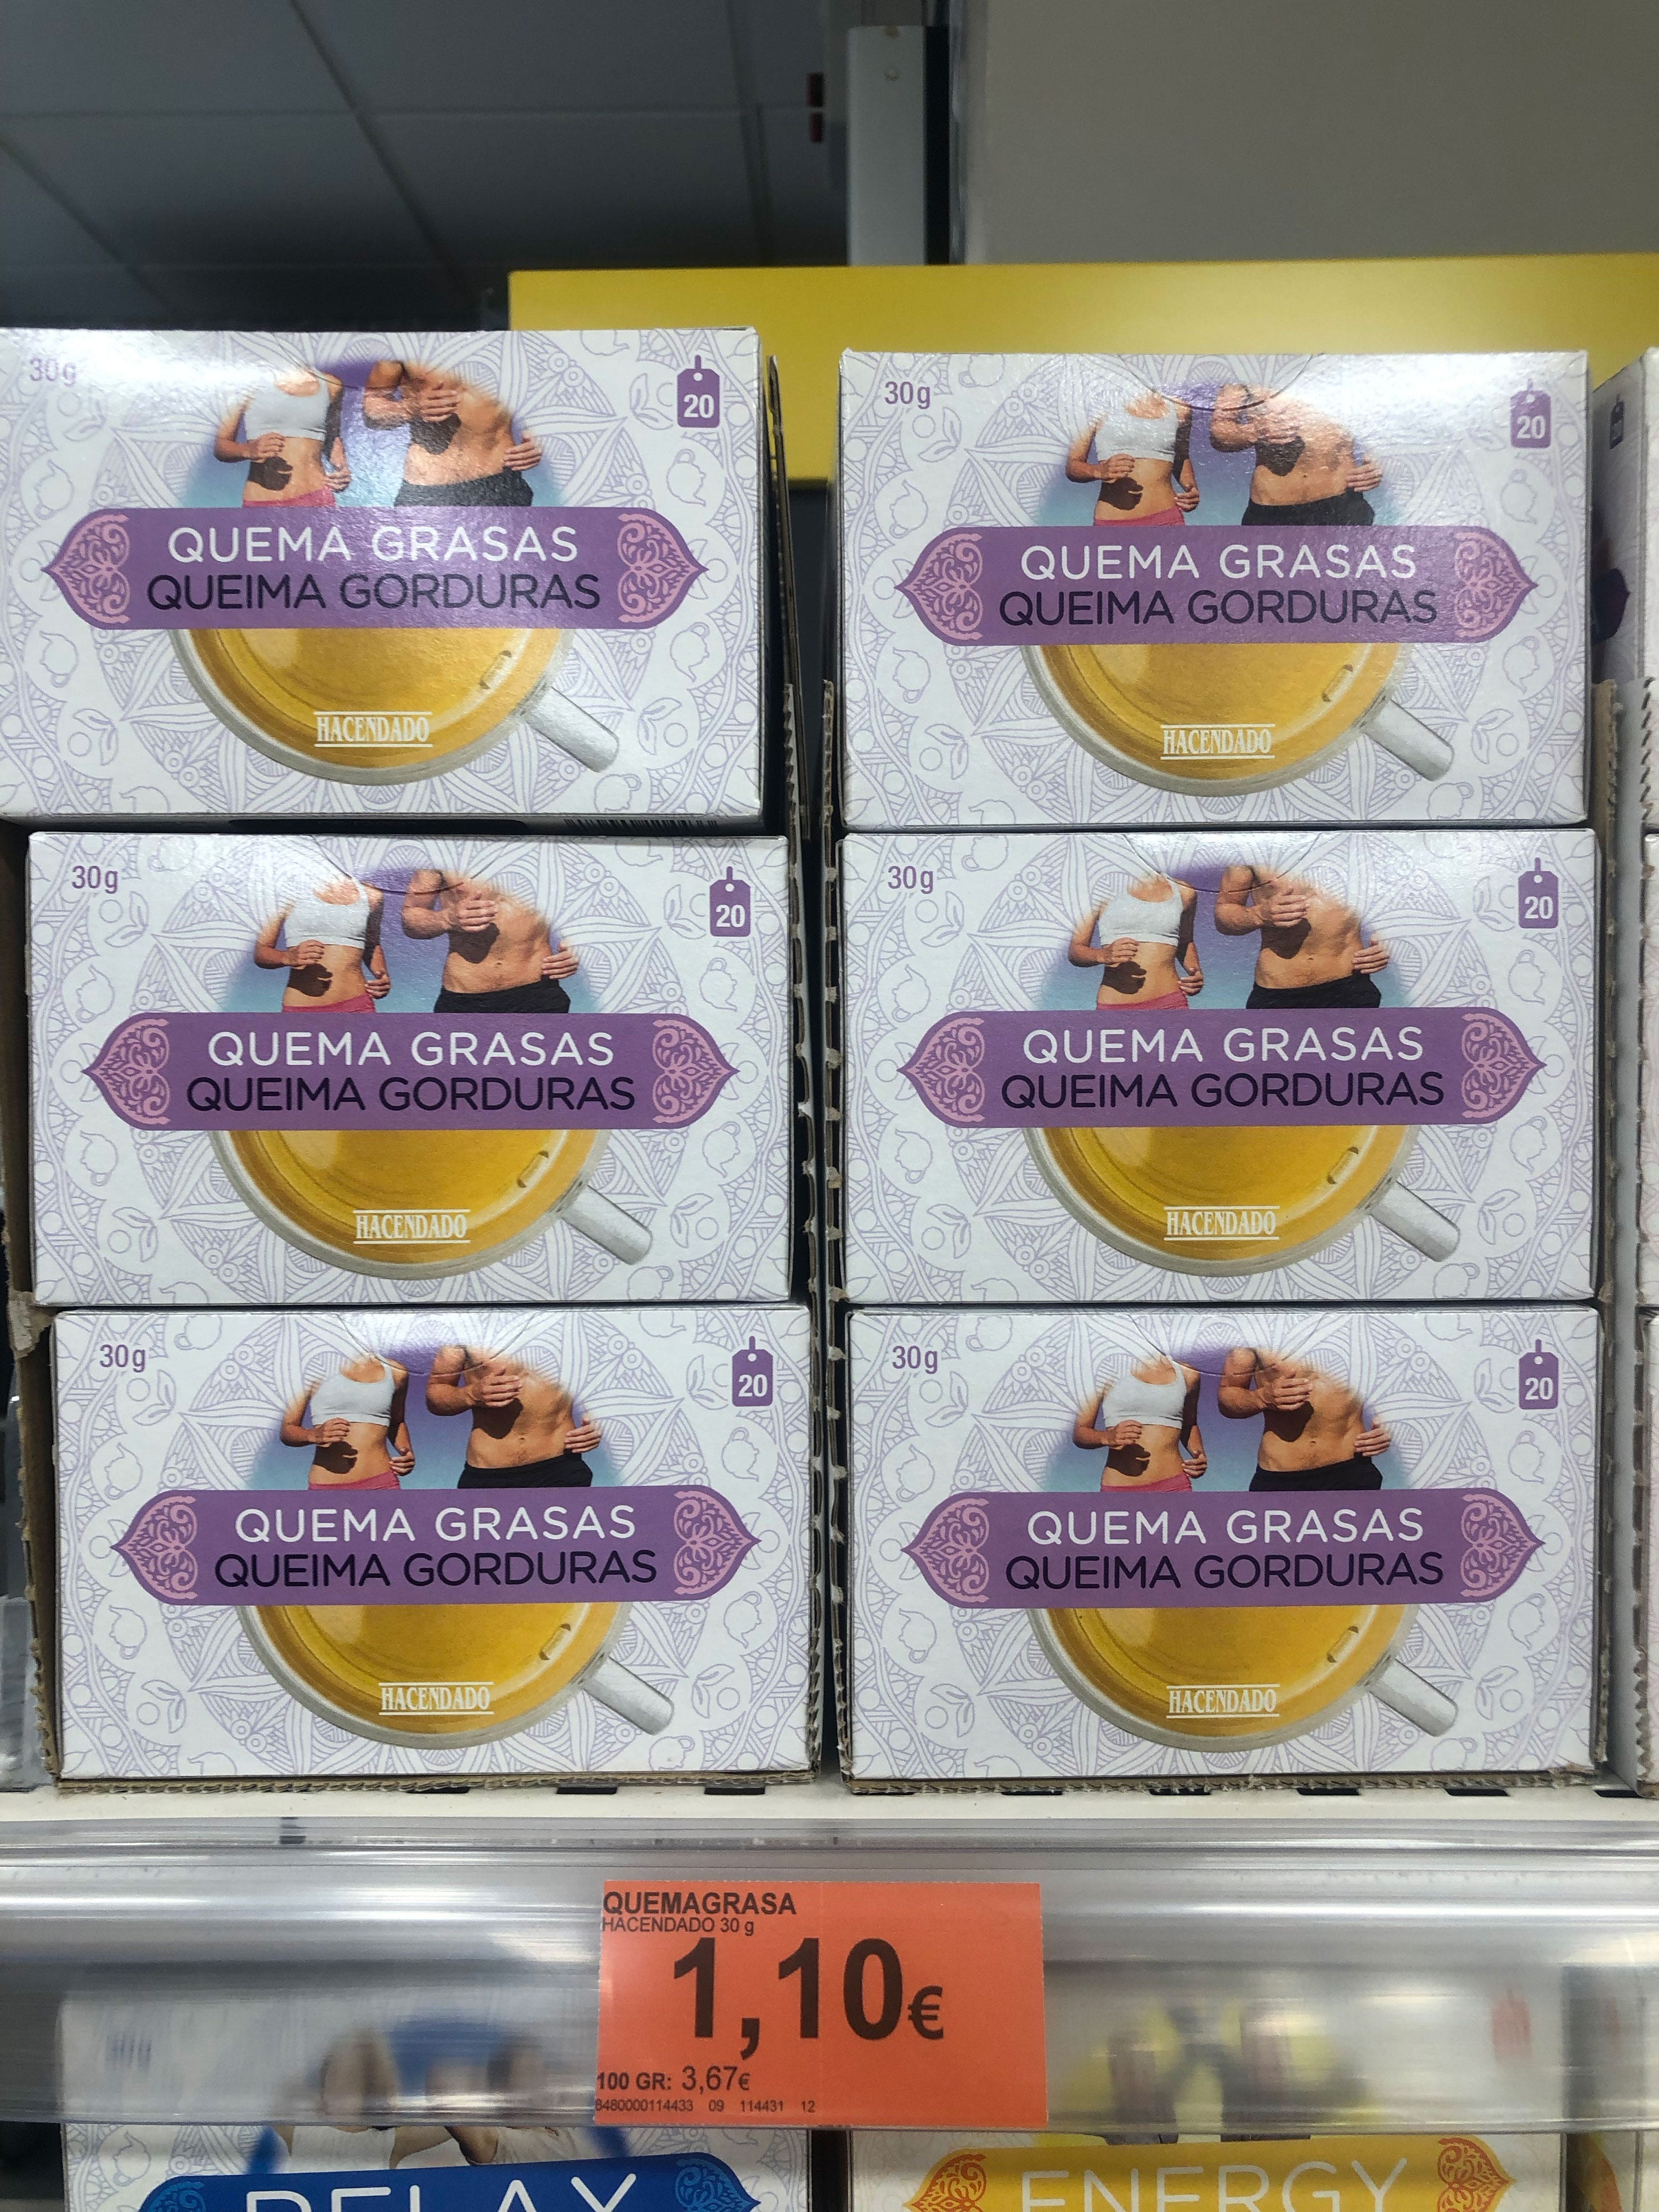 30g
20
QUEMA GRASAS
QUEIMA GORDURAS
HACENDADO
30g
20
QUEMA GRASAS
QUEIMA GORDURAS
HACENDADO
30g
20
QUEMA GRASAS
QUEIMA GORDURAS
HACENDADO
30g
20
QUEMA GRASAS
QUEIMA GORDURAS
HACENDADO
30g
20
QUEMA GRASAS
QUEIMA GORDURAS
HACENDADO
30g
20
QUEMA GRASAS
QUEIMA GORDURAS
HACENDADO
QUEMAGRASA
HACENDADO 30 g
1,10€
100 GR: 3,67€
8480000114433 09 114431 12
RELAX
ENERGY